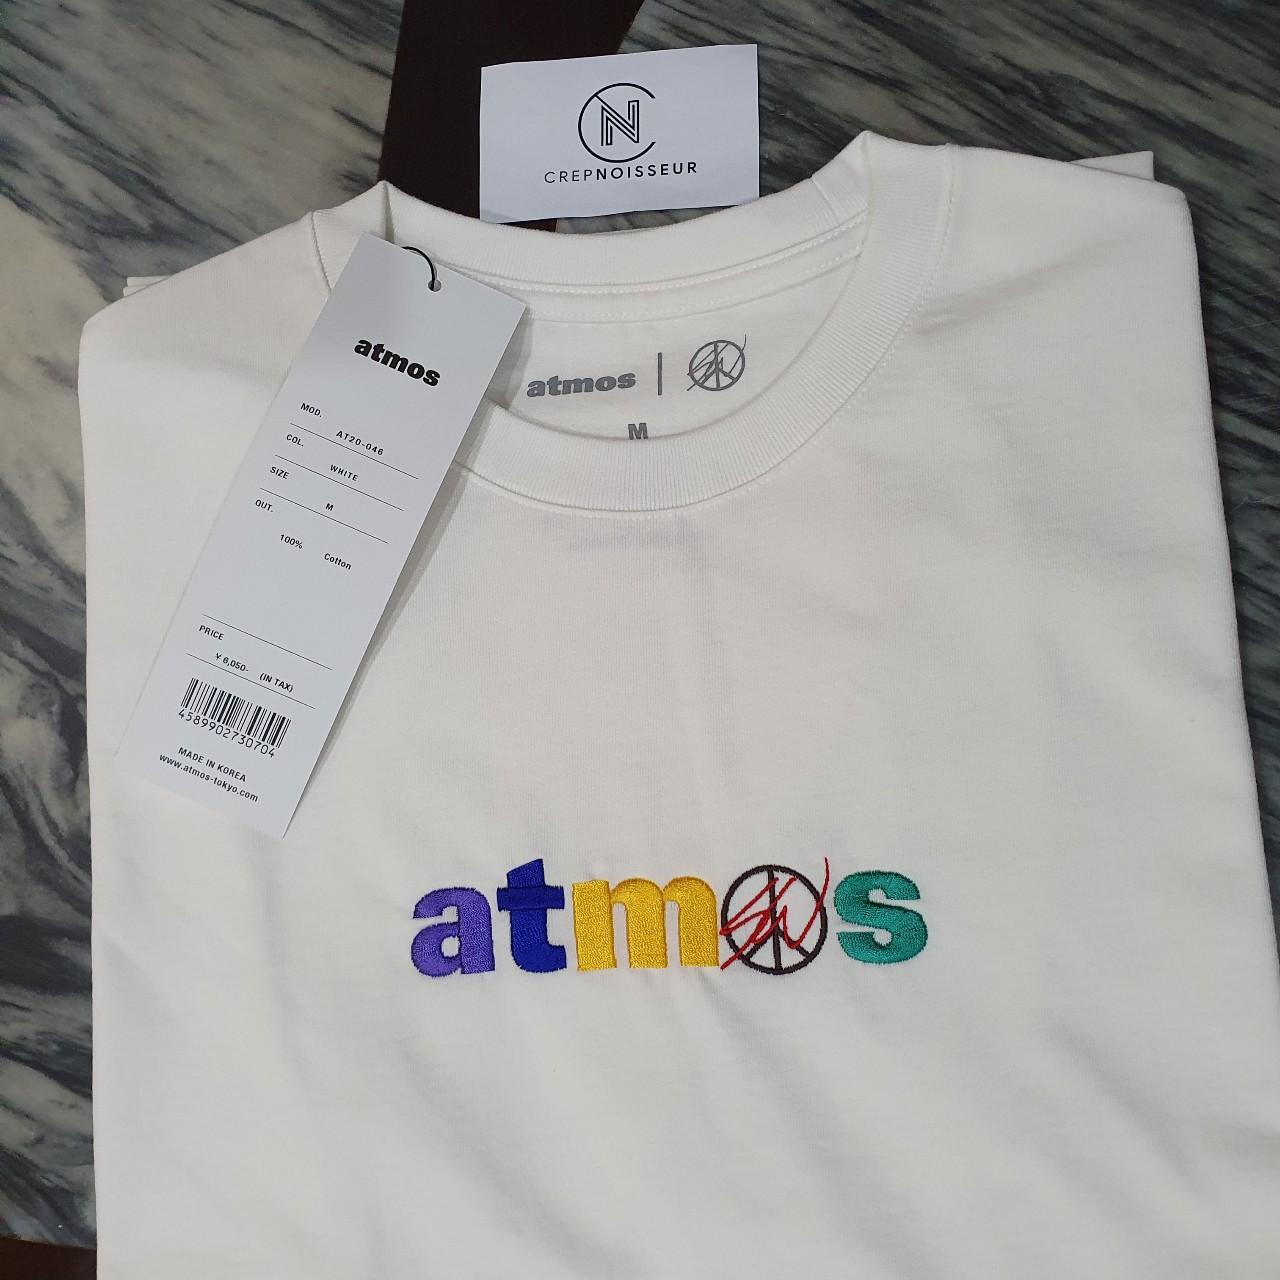 N
CREPNOISSEUR
atmos
MOD. AT20-046
COL. WHITE
SIZE M
QUT.
100% Cotton
PRICE
¥ 6,050- (IN TAX)
4589902730704
MADE IN KOREA
www.atmos-tokyo.com
atmos | SW
M
atmos